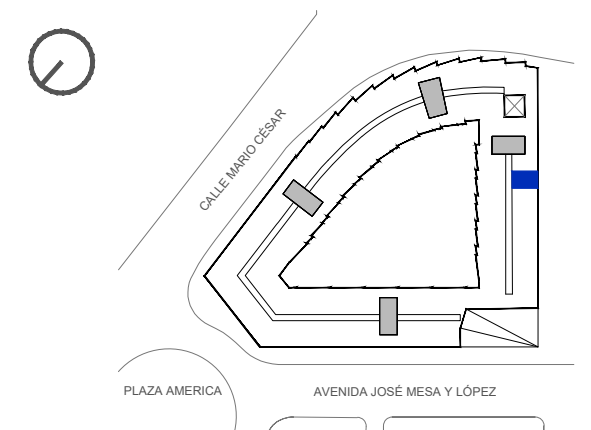 CALLE MARIO CÉSAR
PLAZA AMERICA
AVENIDA JOSÉ MESA Y LÓPEZ